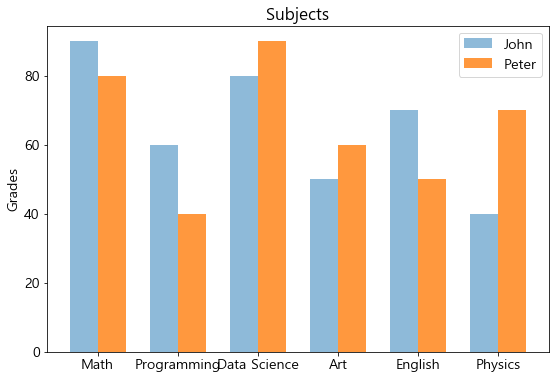 Subjects
John
Peter
Grades
80
60
40
20
0
Math Programming Data Science Art English Physics